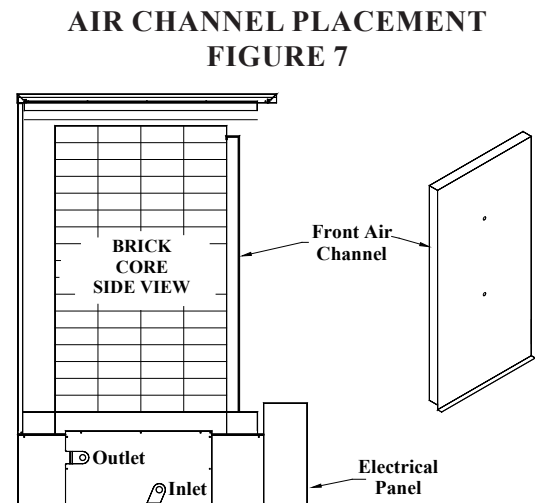 AIR CHANNEL PLACEMENT
FIGURE 7
BRICK
CORE
SIDE VIEW
Front Air
Channel
Outlet
Inlet
Electrical
Panel